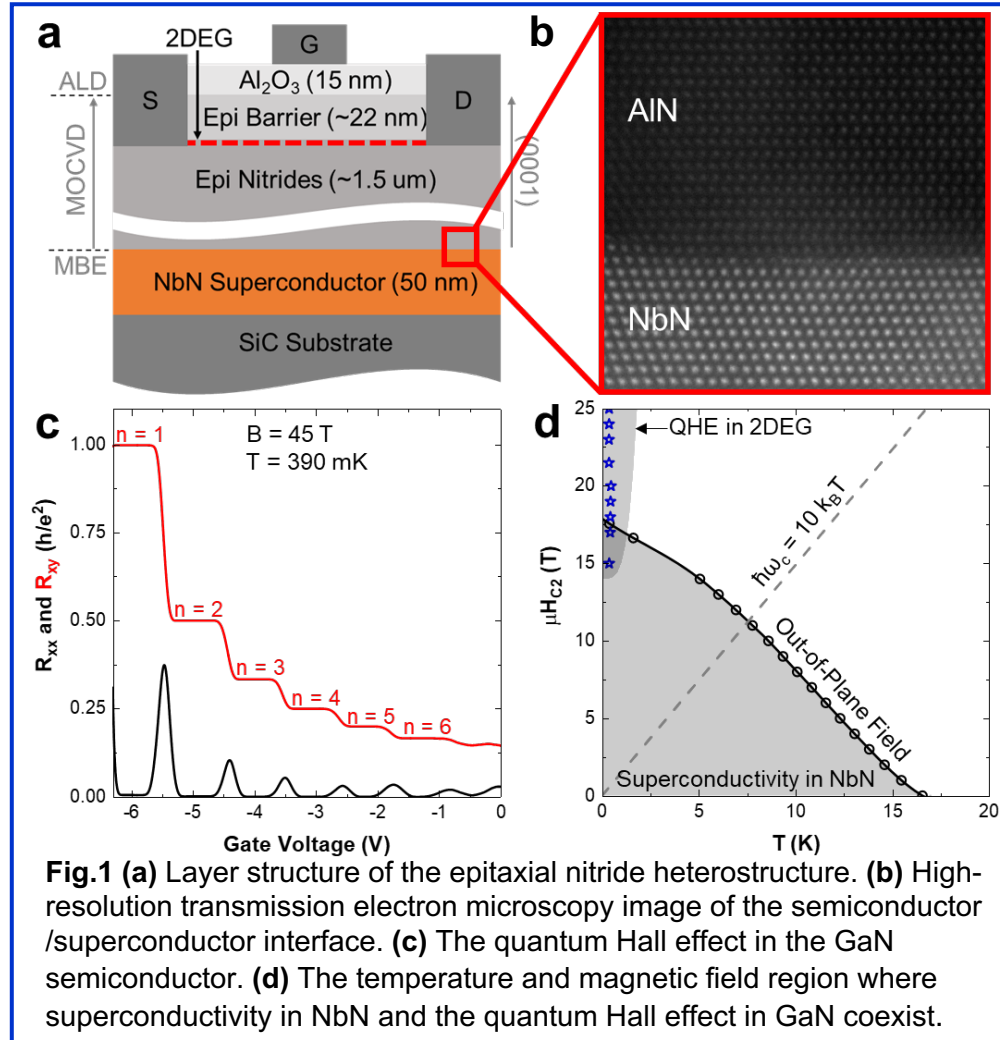 a
2DEG
G
ALD
Al₂O₃ (15 nm)
S
D
Epi Barrier (~22 nm)
MOCVD
(0001)
Epi Nitrides (~1.5 um)
MBE
NbN Superconductor (50 nm)
SiC Substrate
b
AlN
NbN
c
B = 45 T
T = 390 mK
n = 1
n = 2
n = 3
n = 4
n = 5
n = 6
1.00
0.75
0.50
0.25
0.00
Rxx and Rxy (h/e²)
-6
-5
-4
-3
-2
-1
0
Gate Voltage (V)
d
QHE in 2DEG
ħωc = 10 kBT
Out-of-Plane Field
Superconductivity in NbN
25
20
15
10
5
0
μHC2 (T)
0
5
10
15
20
T (K)
Fig.1 (a) Layer structure of the epitaxial nitride heterostructure. (b) High-
resolution transmission electron microscopy image of the semiconductor
/superconductor interface. (c) The quantum Hall effect in the GaN
semiconductor. (d) The temperature and magnetic field region where
superconductivity in NbN and the quantum Hall effect in GaN coexist.